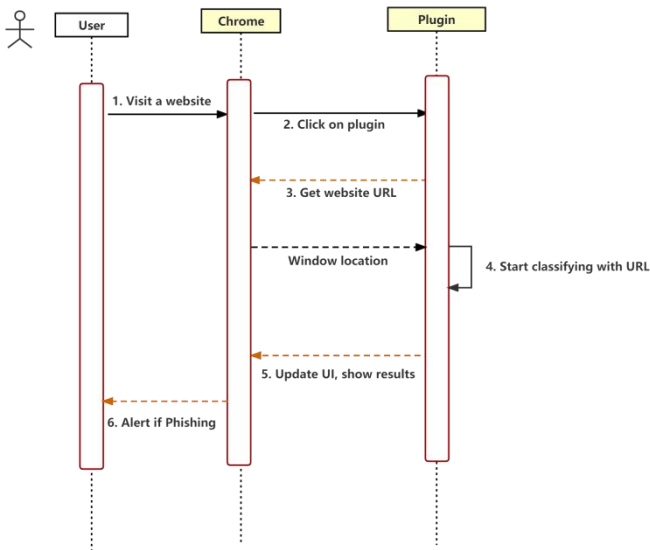 User
Chrome
Plugin
1. Visit a website
2. Click on plugin
3. Get website URL
Window location
4. Start classifying with URL
5. Update UI, show results
6. Alert if Phishing